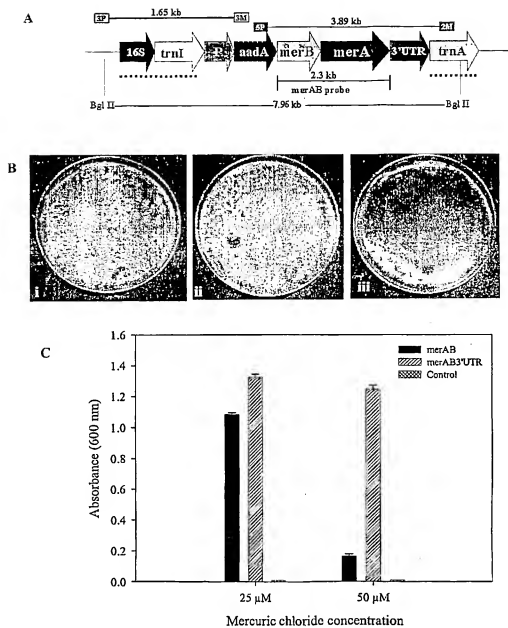 A
3P 1.65 kb 3M
5P 3.89 kb 2M
16S trnI P aadA merB merA 3'UTR trnA
2.3 kb
merAB probe
Bgl II 7.96 kb Bgl II
B
i ii iii
C
1.6
1.4
1.2
1.0
0.8
0.6
0.4
0.2
0.0
Absorbance (600 nm)
merAB
merAB3'UTR
Control
25 µM 50 µM
Mercuric chloride concentration